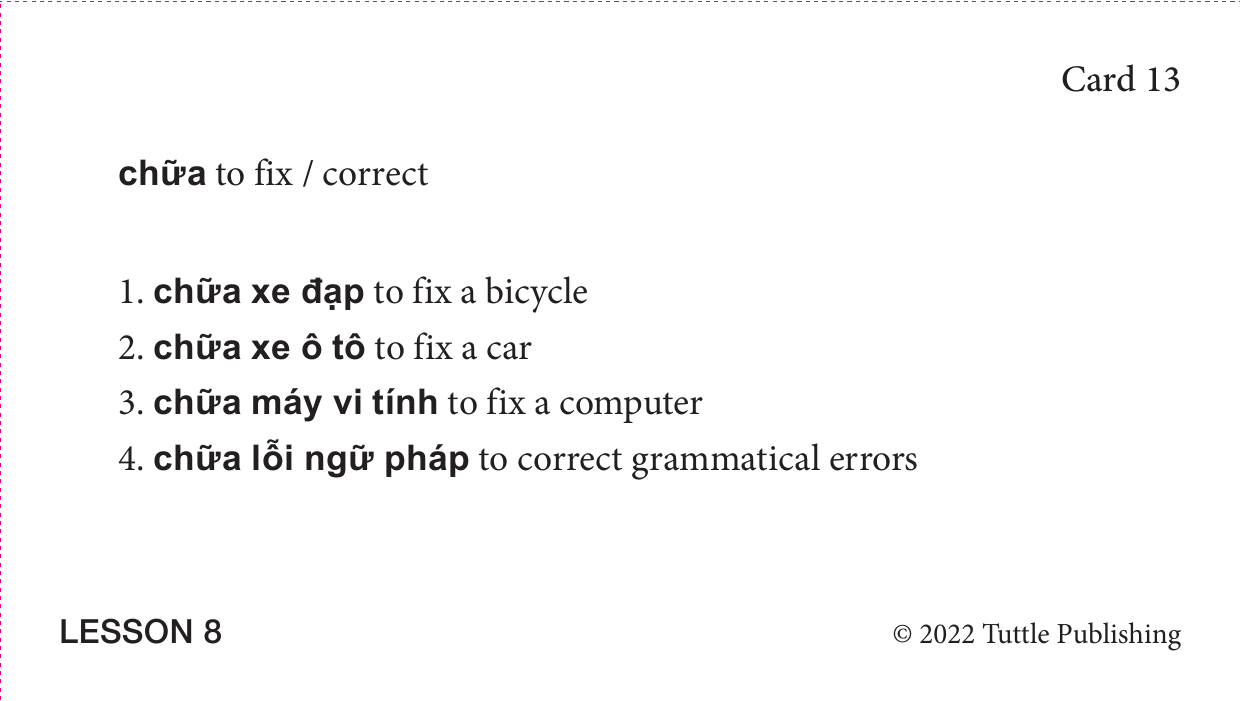 Card 13
chữa to fix / correct
1. chữa xe đạp to fix a bicycle
2. chữa xe ô tô to fix a car
3. chữa máy vi tính to fix a computer
4. chữa lỗi ngữ pháp to correct grammatical errors
LESSON 8
© 2022 Tuttle Publishing